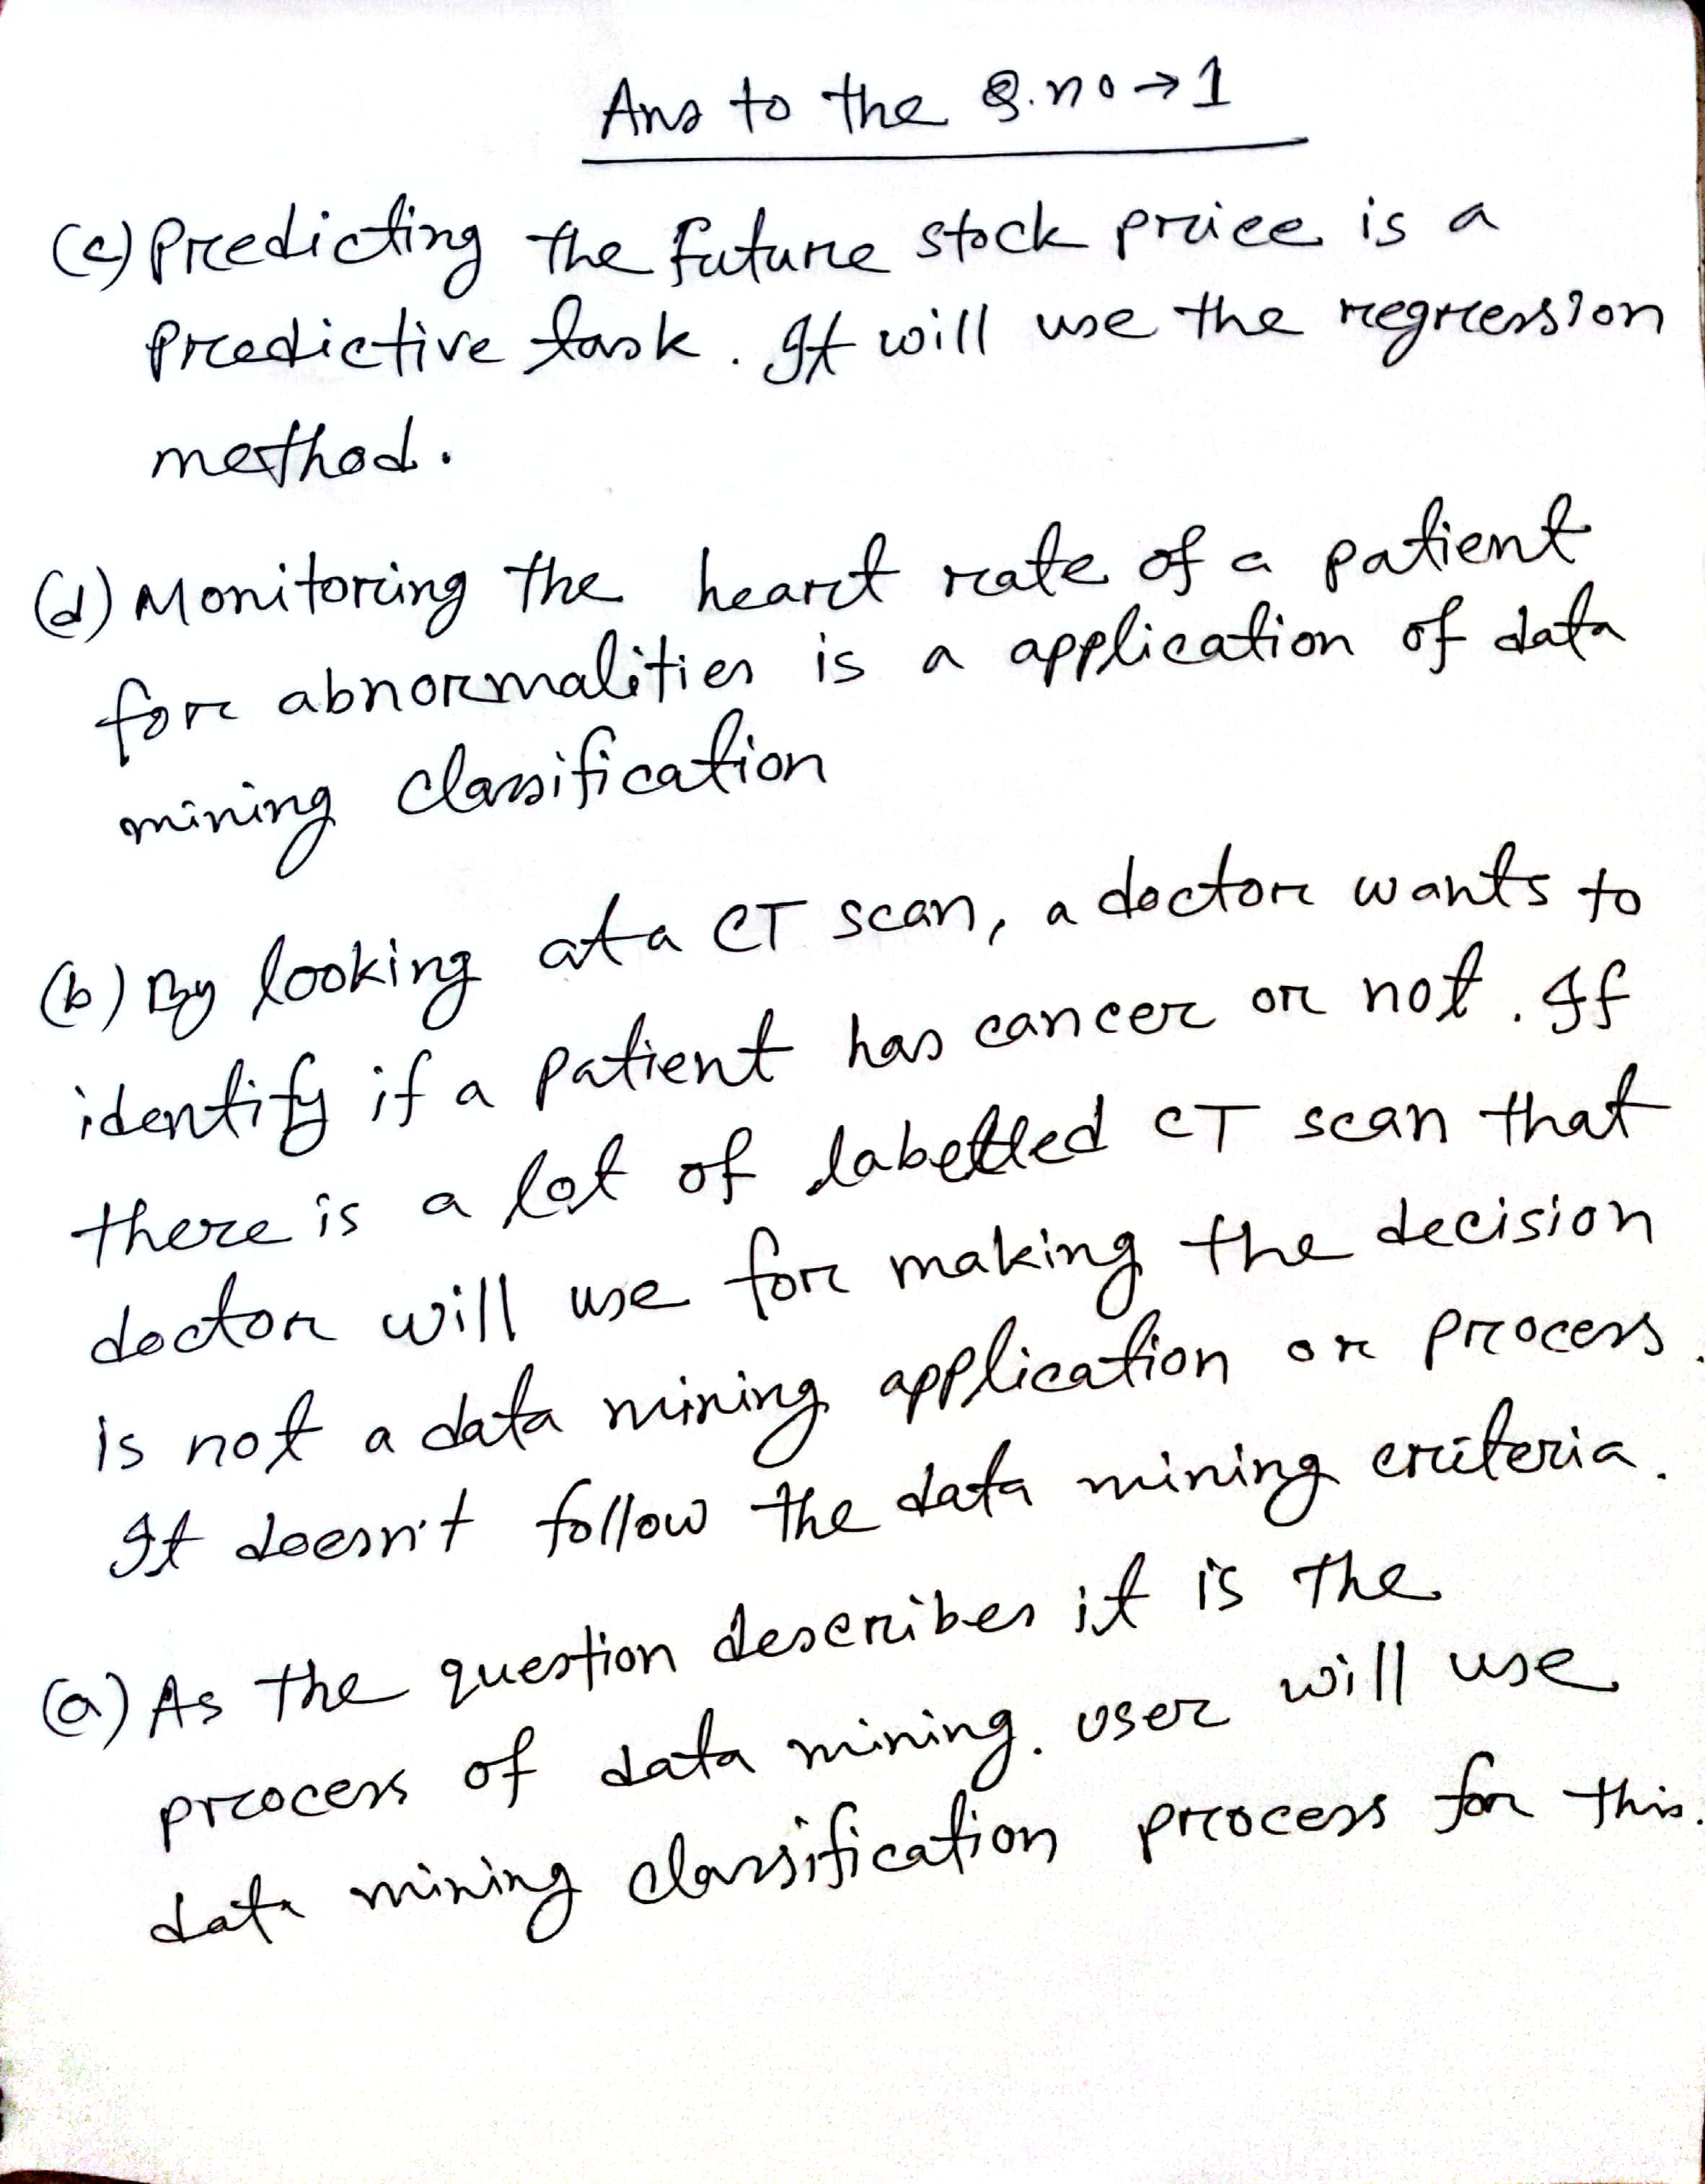 Ans to the Q.no→1
(c) Predicting the future stock price is a
predictive task. It will use the regression
method.
(d) Monitoring the heart rate of a patient
for abnormalities is a application of data
mining classification
(b) By looking at a CT scan, a doctor wants to
identify if a patient has cancer or not. If
there is a lot of labelled CT scan that
doctor will use for making the decision
is not a data mining application or process.
It doesn't follow the data mining criteria.
(a) As the question describes it is the
process of data mining. user will use
data mining classification process for this.